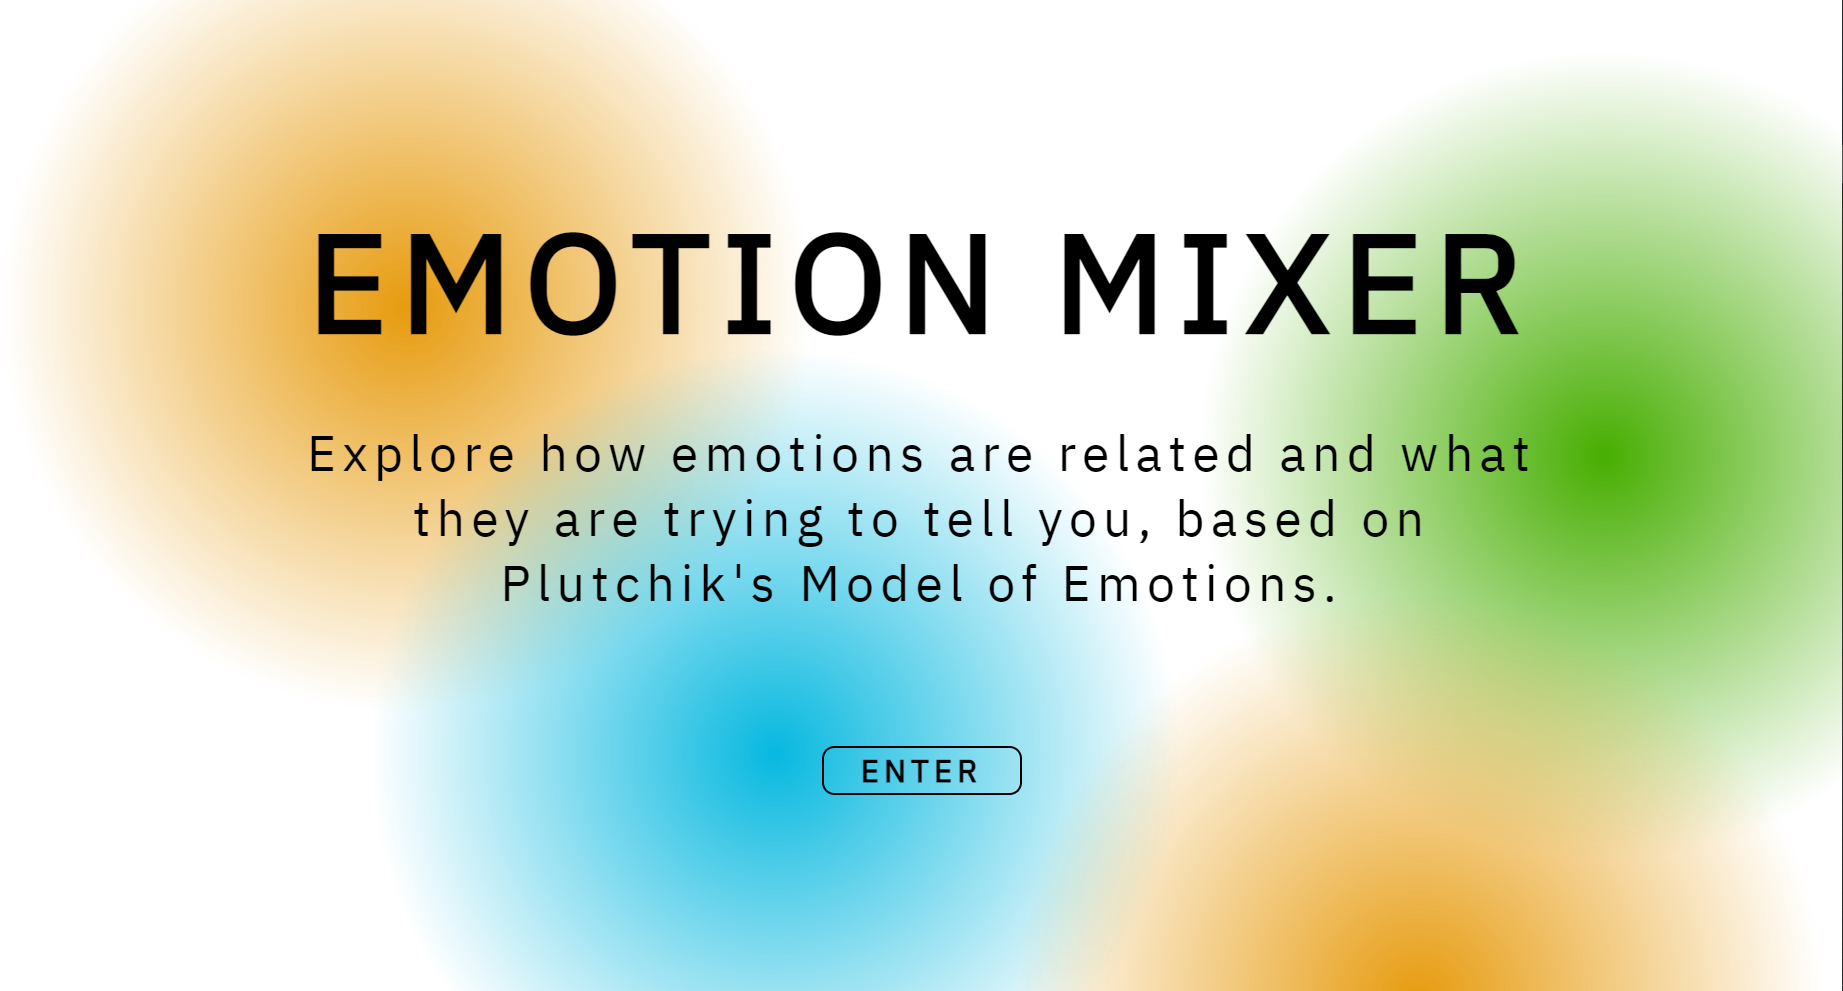 EMOTION MIXER
Explore how emotions are related and what
they are trying to tell you, based on
Plutchik's Model of Emotions.
ENTER